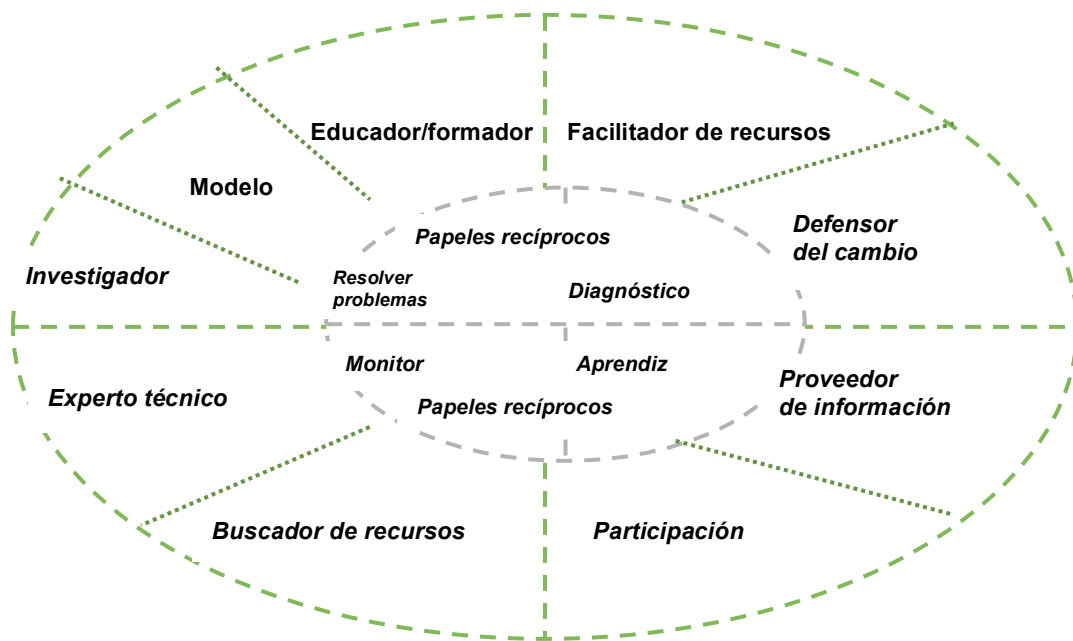 Educador/formador
Facilitador de recursos
Modelo
Defensor
del cambio
Papeles recíprocos
Investigador
Resolver
problemas
Diagnóstico
Monitor
Aprendiz
Experto técnico
Proveedor
de información
Papeles recíprocos
Buscador de recursos
Participación